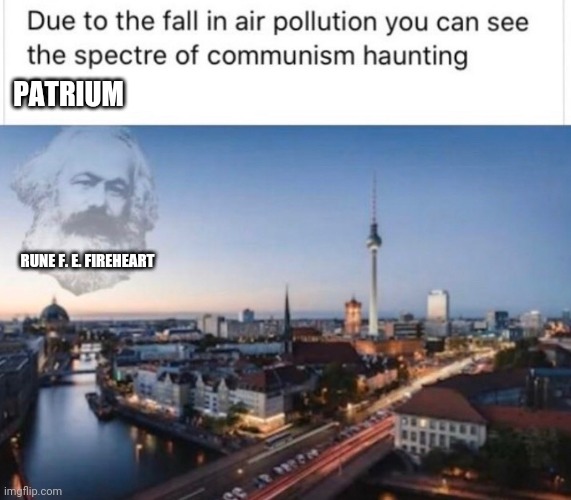 Due to the fall in air pollution you can see
the spectre of communism haunting
PATRIUM
RUNE F. E. FIREHEART
imgflip.com